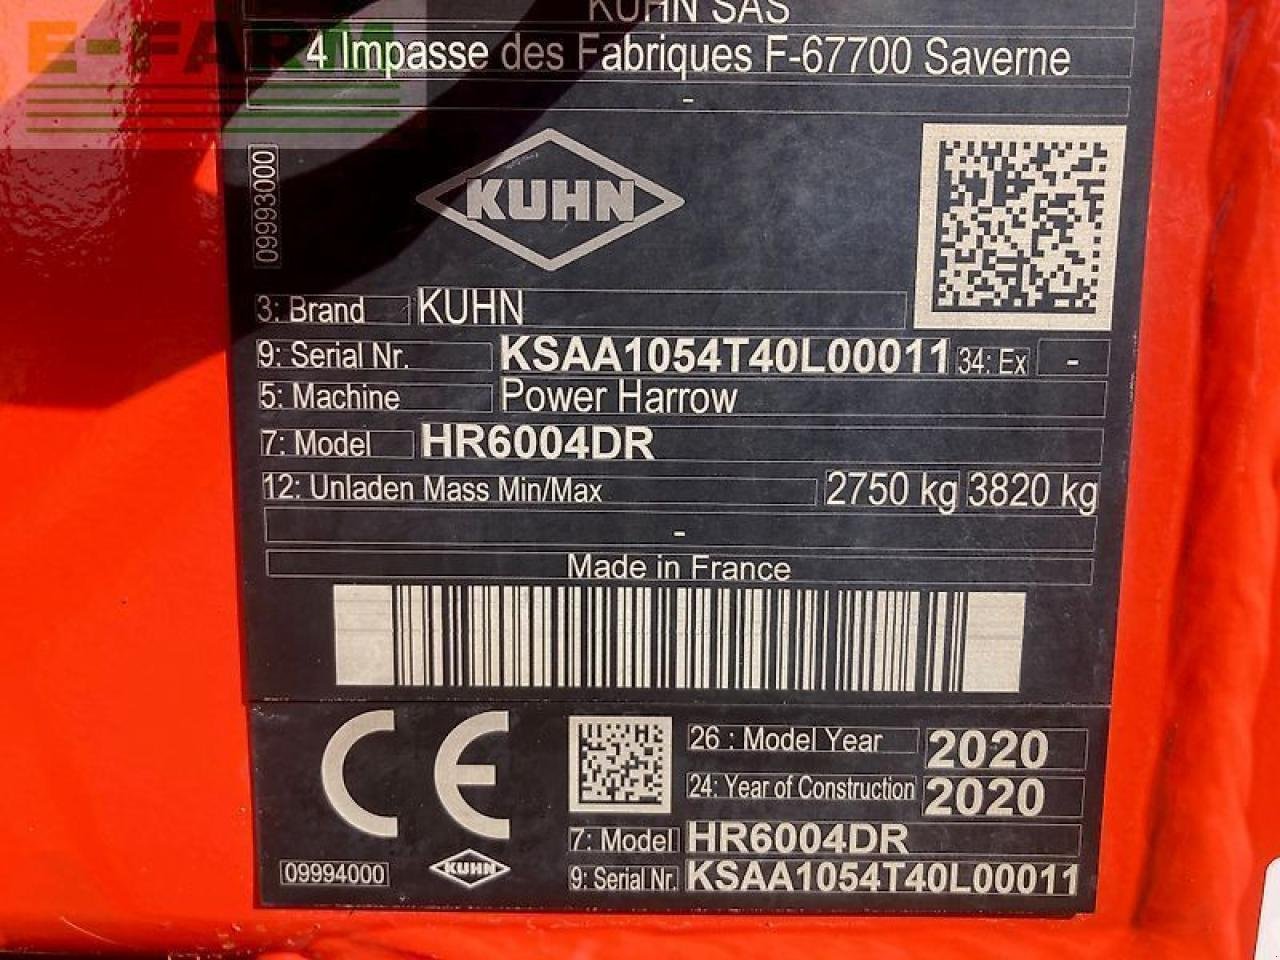 KUHN SAS
E-FARM
4 Impasse des Fabriques F-67700 Saverne
-
09993000
KUHN
3: Brand KUHN
9: Serial Nr. KSAA1054T40L00011 34: Ex -
5: Machine Power Harrow
7: Model HR6004DR
12: Unladen Mass Min/Max 2750 kg 3820 kg
-
Made in France
CE
26 : Model Year 2020
24: Year of Construction 2020
7: Model HR6004DR
09994000 KUHN 9: Serial Nr. KSAA1054T40L00011